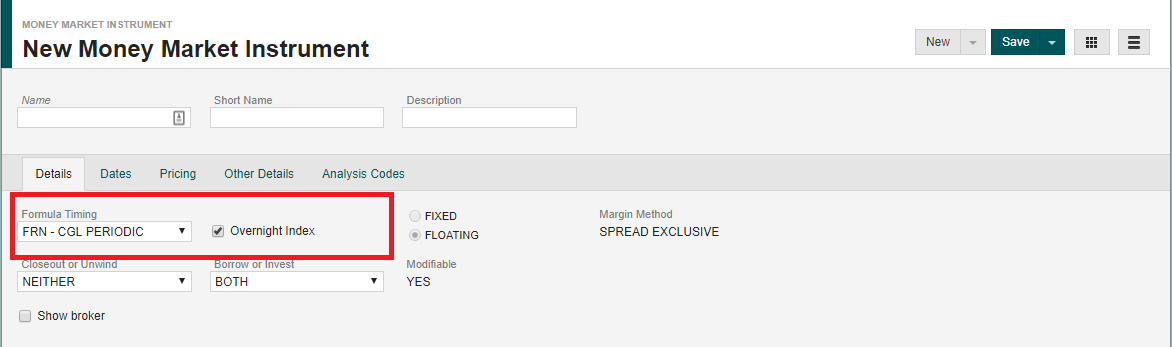 MONEY MARKET INSTRUMENT
New Money Market Instrument
New Save
Name Short Name Description
Details Dates Pricing Other Details Analysis Codes
Formula Timing FIXED Margin Method
FRN - CGL PERIODIC Overnight Index FLOATING SPREAD EXCLUSIVE
Closeout or Unwind Borrow or Invest Modifiable
NEITHER BOTH YES
Show broker